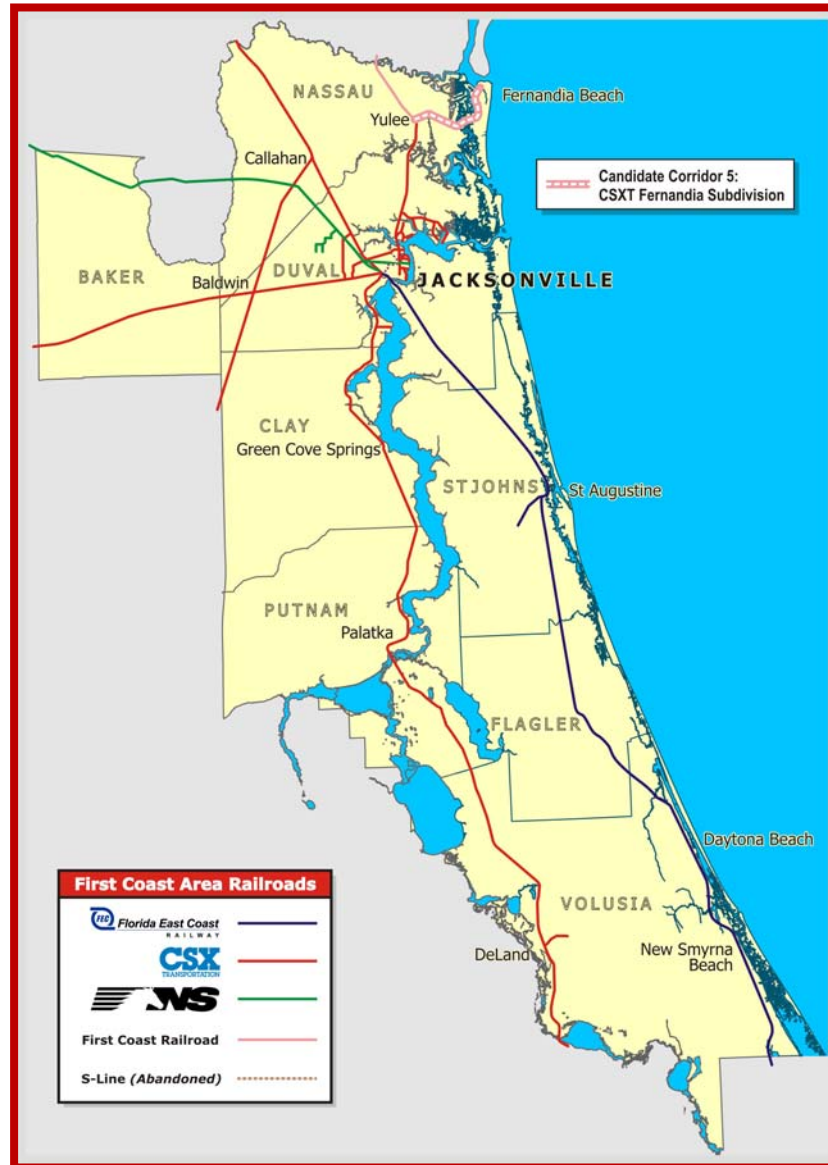 NASSAU
Fernandia Beach
Yulee
Callahan
Candidate Corridor 5:
CSXT Fernandia Subdivision
BAKER
DUVAL
Baldwin
JACKSONVILLE
CLAY
Green Cove Springs
STJOHNS
St Augustine
PUTNAM
Palatka
FLAGLER
Daytona Beach
VOLUSIA
New Smyrna
Beach
DeLand
First Coast Area Railroads
FEC
Florida East Coast
RAILWAY
CSX
TRANSPORTATION
NS
First Coast Railroad
S-Line (Abandoned)